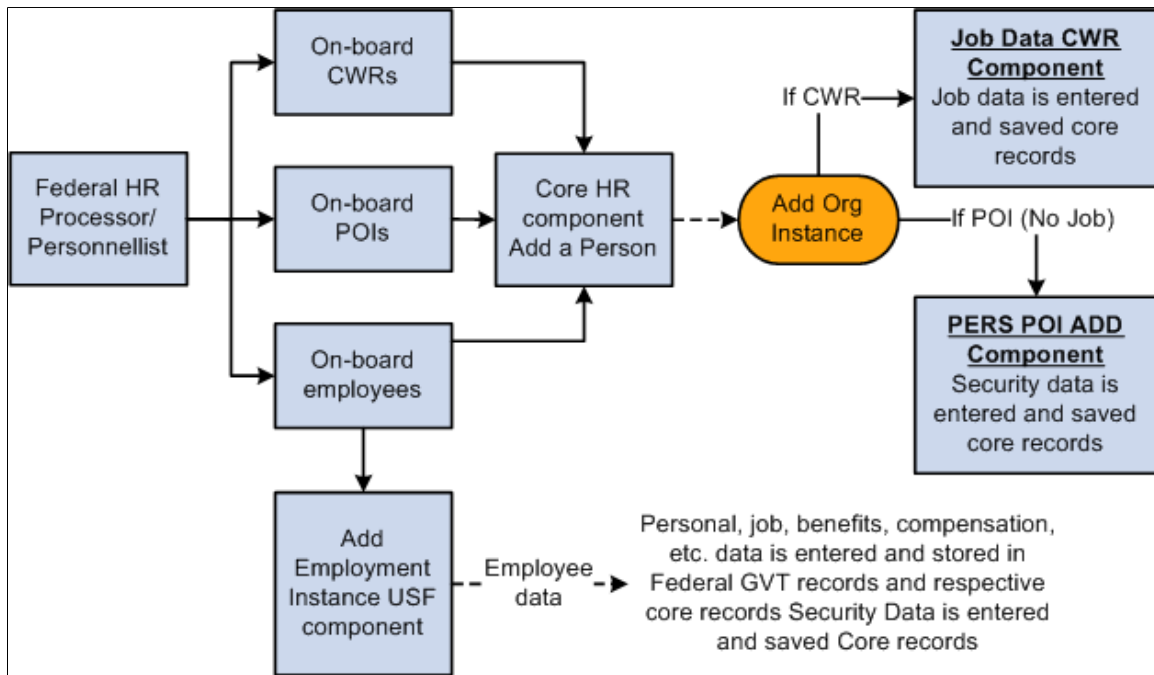 Federal HR
Processor/
Personnellist
On-board
CWRs
On-board
POIs
On-board
employees
Core HR
component
Add a Person
Add Org
Instance
If CWR
Job Data CWR
Component
Job data is entered
and saved core
records
If POI (No Job)
PERS POI ADD
Component
Security data is
entered and saved
core records
Add
Employment
Instance USF
component
Employee
data
Personal, job, benefits, compensation,
etc. data is entered and stored in
Federal GVT records and respective
core records Security Data is entered
and saved Core records